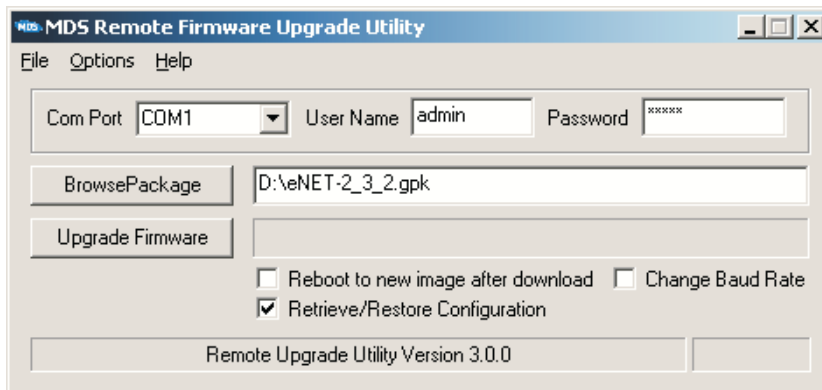 MDS MDS Remote Firmware Upgrade Utility
File Options Help
Com Port COM1 User Name admin Password *****
BrowsePackage D:\eNET-2_3_2.gpk
Upgrade Firmware
Reboot to new image after download Change Baud Rate
Retrieve/Restore Configuration
Remote Upgrade Utility Version 3.0.0